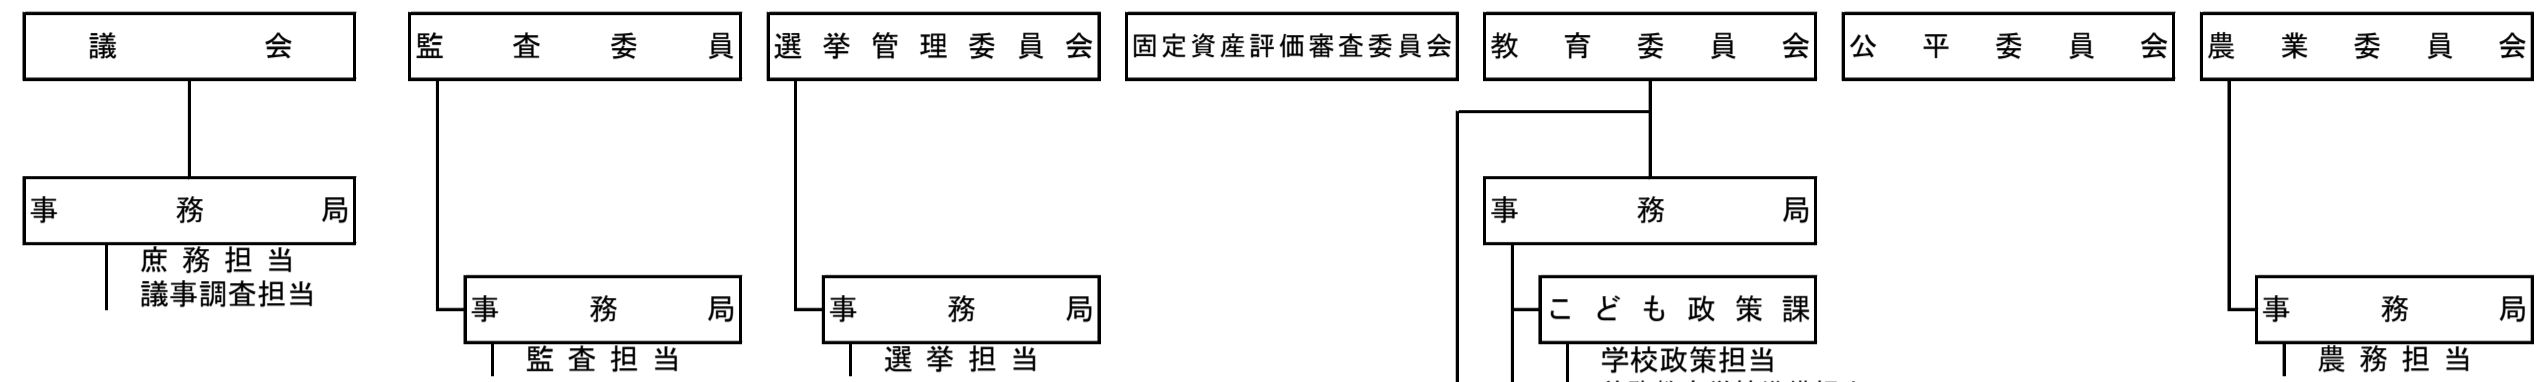 議会
監査委員
選挙管理委員会
固定資産評価審査委員会
教育委員会
公平委員会
農業委員会
事務局
事務局
庶務担当
議事調査担当
事務局
事務局
こども政策課
事務局
監査担当
選挙担当
学校政策担当
農務担当